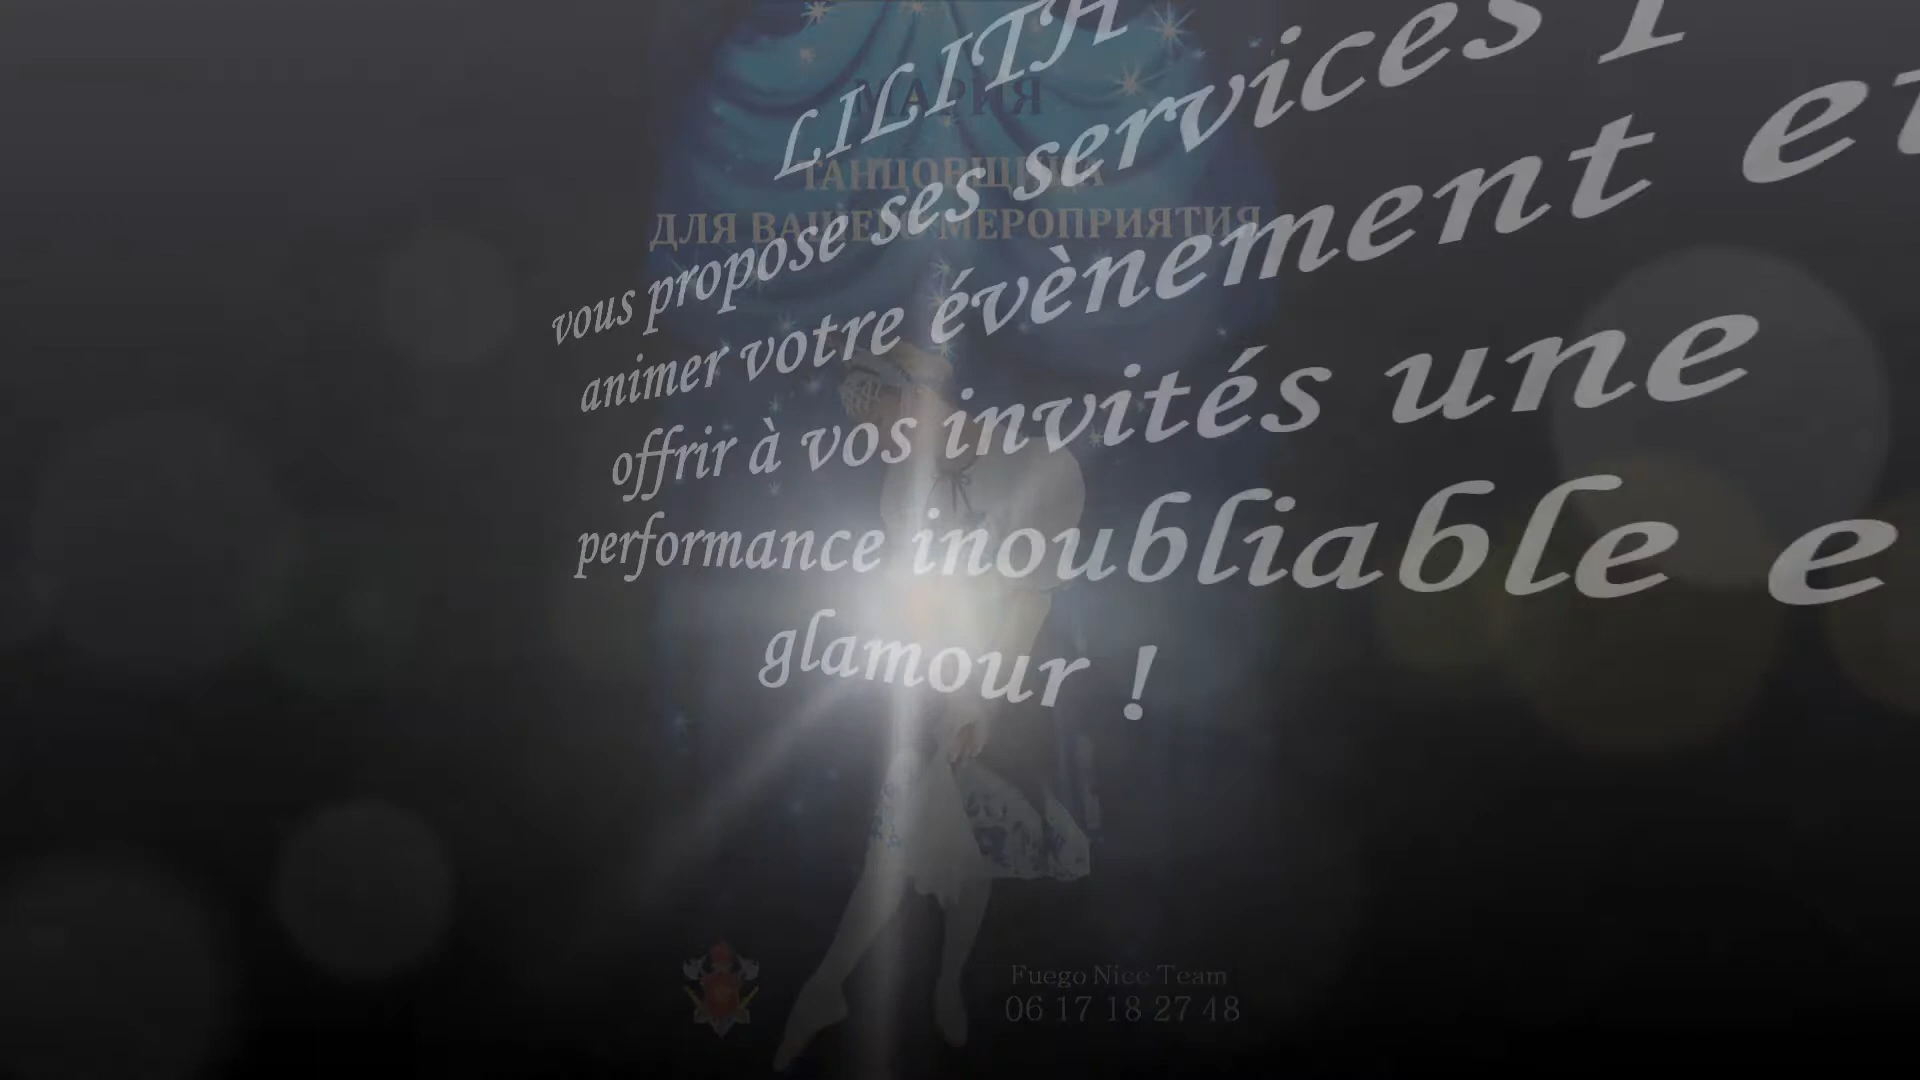 LILITH
vous propose ses services
animer votre évènement et
offrir à vos invités une
performance inoubliable e
glamour !
МАРИЯ
ТАНЦОВЩИЦА
ДЛЯ ВАШЕГО МЕРОПРИЯТИЯ
Fuego Nice Team
06 17 18 27 48